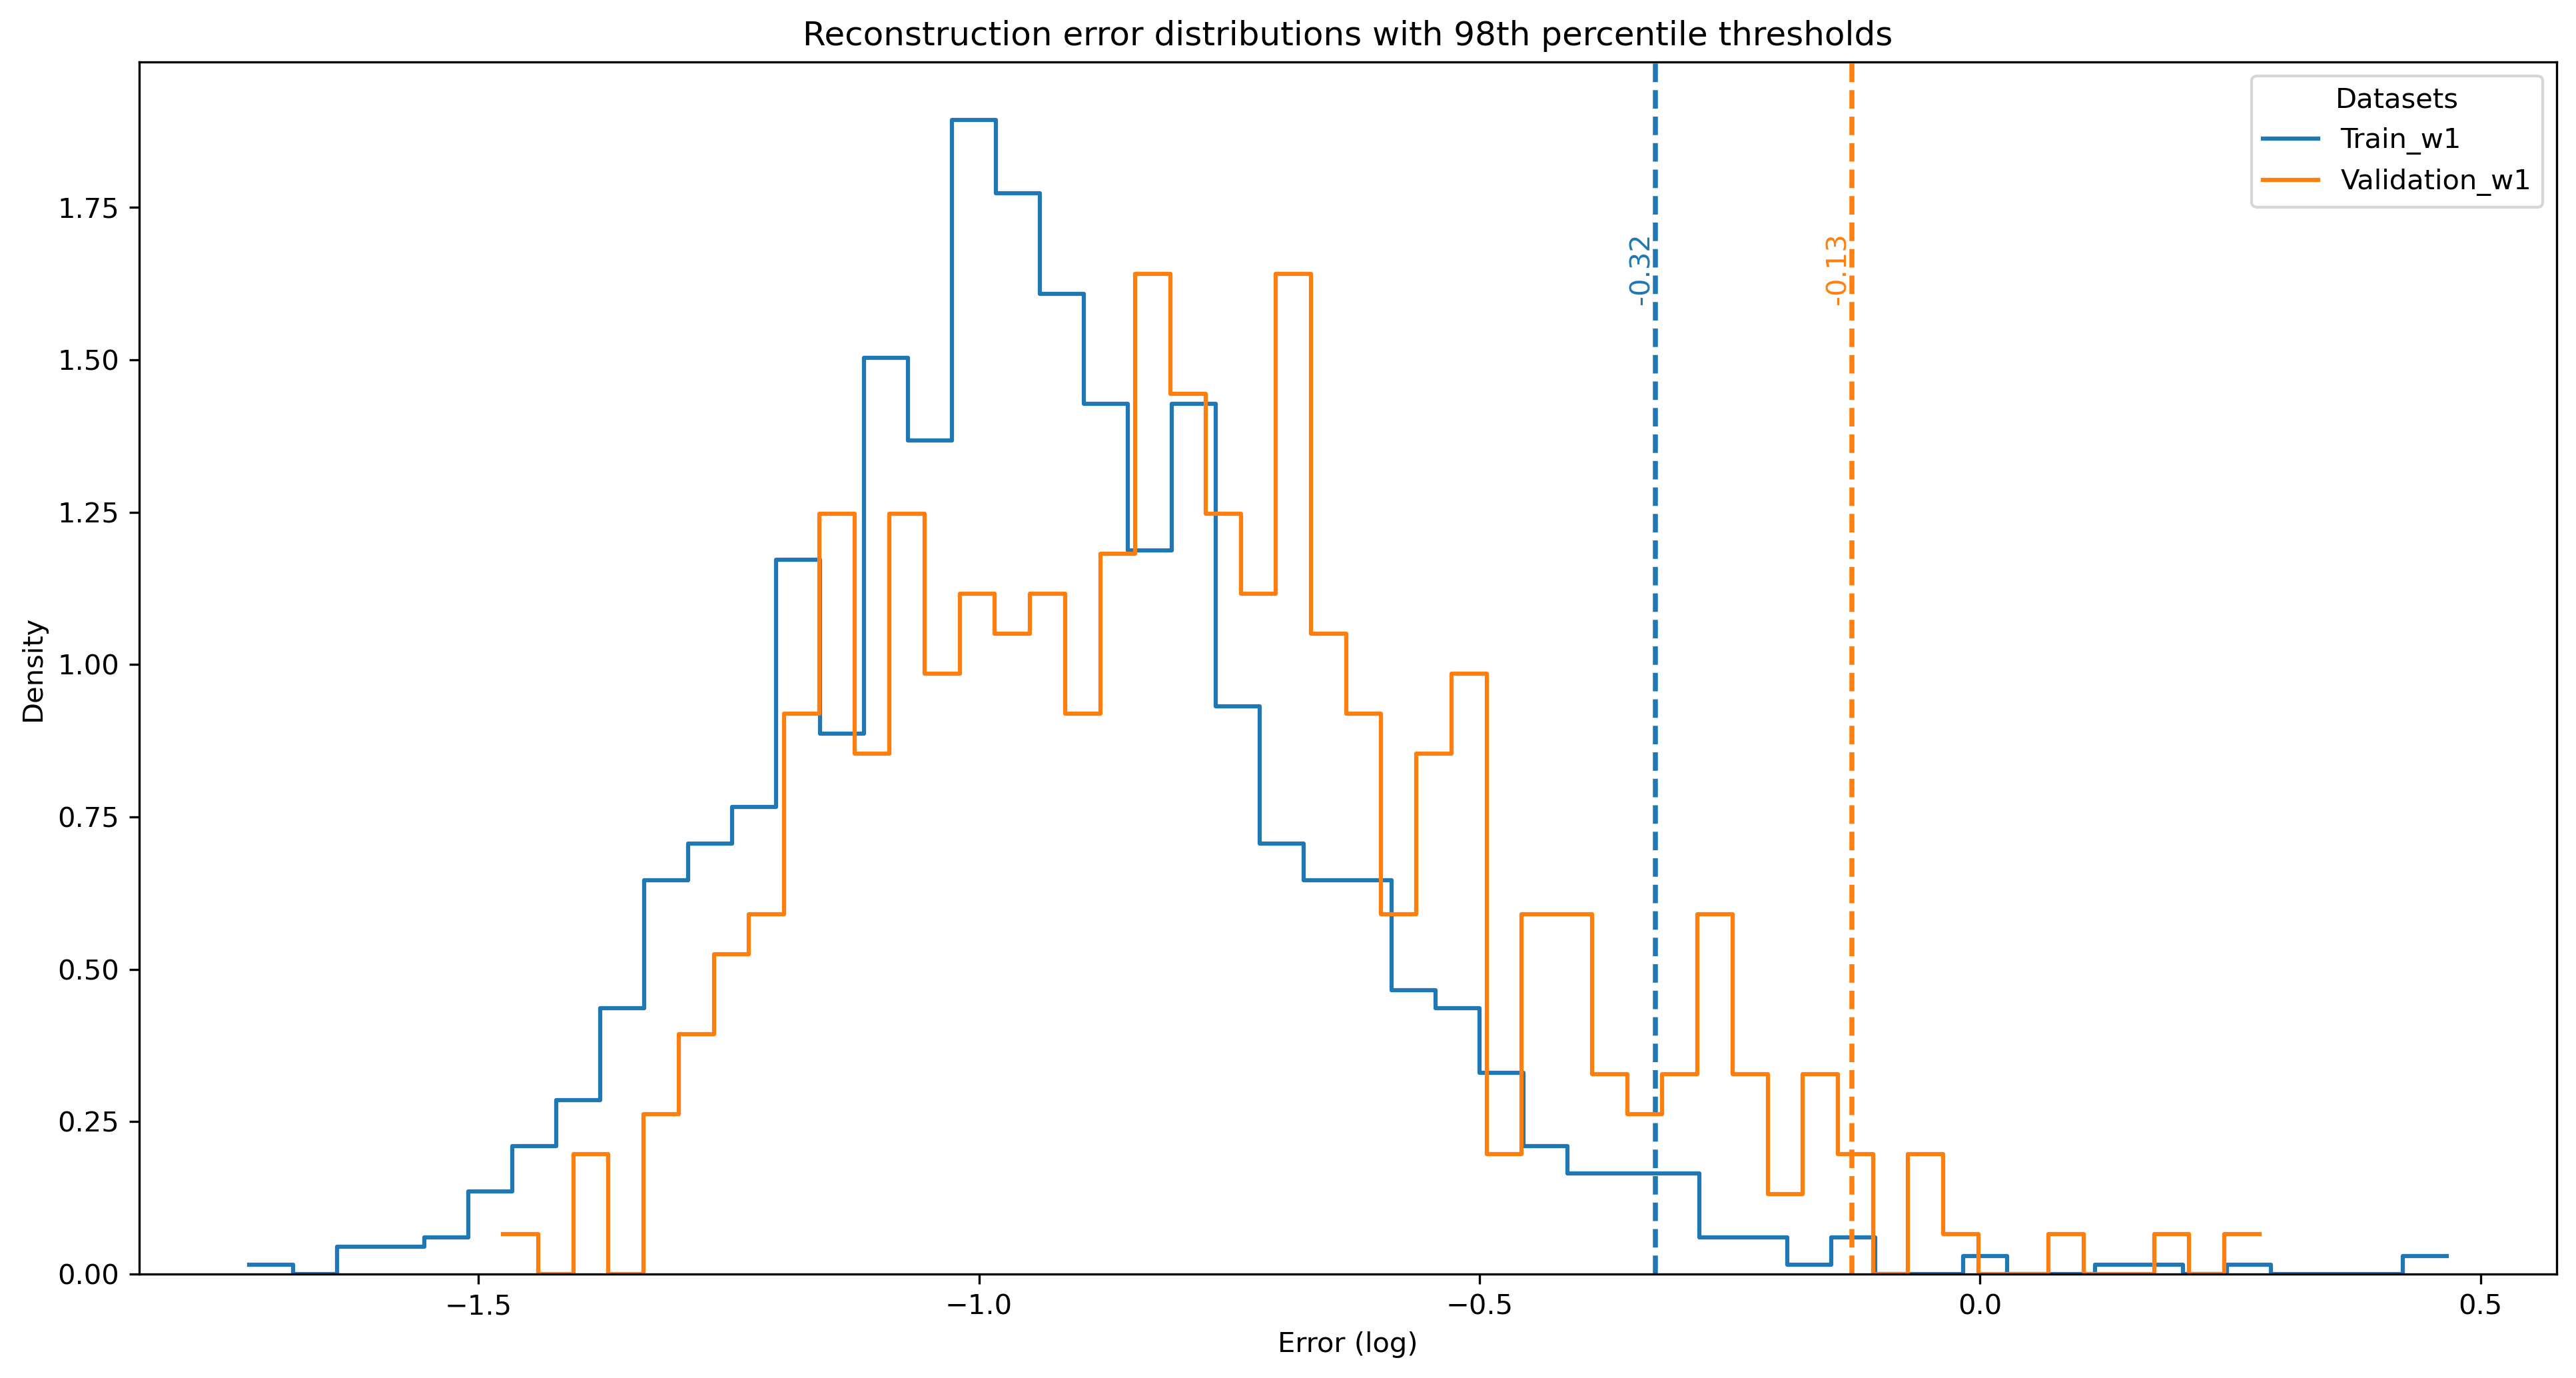 Reconstruction error distributions with 98th percentile thresholds
Datasets
Train_w1
Validation_w1
-0.32
-0.13
1.75
1.50
1.25
1.00
0.75
0.50
0.25
0.00
Density
−1.5
−1.0
−0.5
0.0
0.5
Error (log)